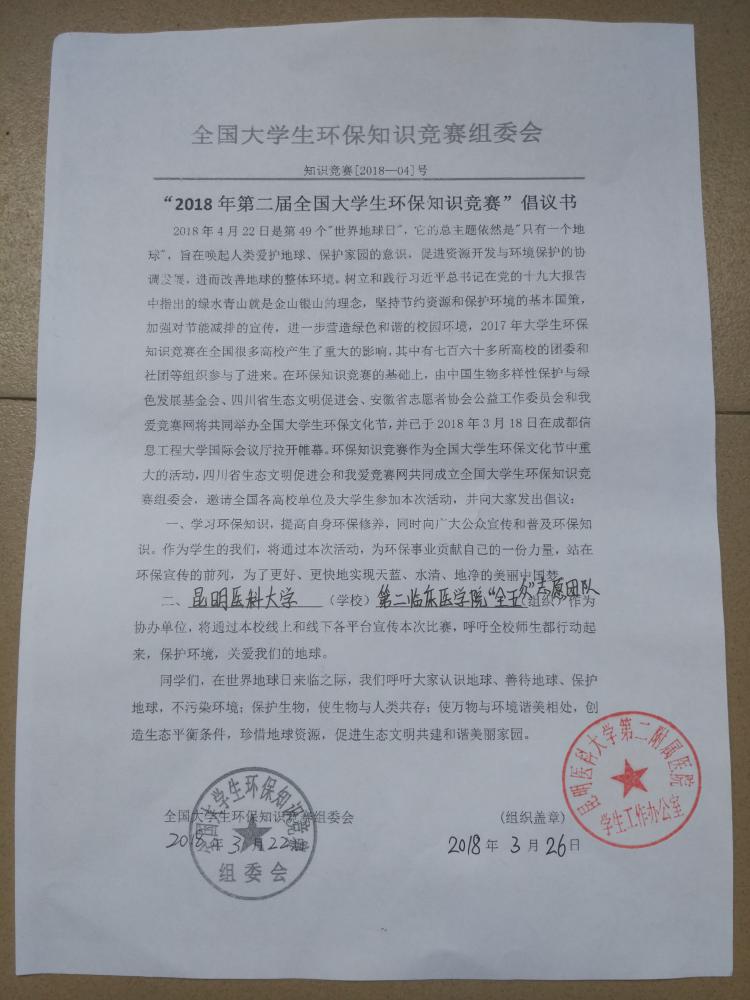 全国大学生环保知识竞赛组委会
知识竞赛[2018—04]号
“2018 年第二届全国大学生环保知识竞赛”倡议书
2018 年 4 月 22 日是第 49 个"世界地球日"，它的总主题依然是"只有一个地
球"，旨在唤起人类爱护地球、保护家园的意识，促进资源开发与环境保护的协
调发展，进而改善地球的整体环境。树立和践行习近平总书记在党的十九大报告
中指出的绿水青山就是金山银山的理念，坚持节约资源和保护环境的基本国策，
加强对节能减排的宣传，进一步营造绿色和谐的校园环境，2017 年大学生环保
知识竞赛在全国很多高校产生了重大的影响，其中有七百六十多所高校的团委和
社团等组织参与了进来。在环保知识竞赛的基础上，由中国生物多样性保护与绿
色发展基金会、四川省生态文明促进会、安徽省志愿者协会公益工作委员会和我
爱竞赛网将共同举办全国大学生环保文化节，并已于 2018 年 3 月 18 日在成都信
息工程大学国际会议厅拉开帷幕。环保知识竞赛作为全国大学生环保文化节中重
大的活动，四川省生态文明促进会和我爱竞赛网共同成立全国大学生环保知识竞
赛组委会，邀请全国各高校单位及大学生参加本次活动，并向大家发出倡议：
一、学习环保知识，提高自身环保修养，同时向广大公众宣传和普及环保知
识。作为学生的我们，将通过本次活动，为环保事业贡献自己的一份力量，站在
环保宣传的前列，为了更好、更快地实现天蓝、水清、地净的美丽中国梦。
二、昆明医科大学（学校）第二临床医学院“全五分”志愿团队（组织）作为
协办单位，将通过本校线上和线下各平台宣传本次比赛，呼吁全校师生都行动起
来，保护环境，关爱我们的地球。
同学们，在世界地球日来临之际，我们呼吁大家认识地球、善待地球、保护
地球，不污染环境；保护生物，使生物与人类共存；使万物与环境谐美相处，创
造生态平衡条件，珍惜地球资源，促进生态文明共建和谐美丽家园。
全国大学生环保知识竞赛组委会
（组织盖章）
2018 年 3 月 22 日
2018 年 3 月 26 日
全国大学生环保知识竞赛
组委会
昆明医科大学第二附属医院
学生工作办公室